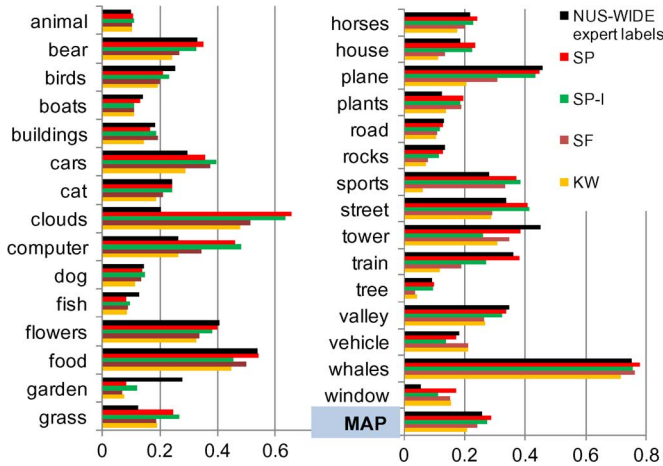 animal
bear
birds
boats
buildings
cars
cat
clouds
computer
dog
fish
flowers
food
garden
grass
0 0.2 0.4 0.6
horses
house
plane
plants
road
rocks
sports
street
tower
train
tree
valley
vehicle
whales
window
MAP
0 0.2 0.4 0.6 0.8
NUS-WIDE
expert labels
SP
SP-I
SF
KW